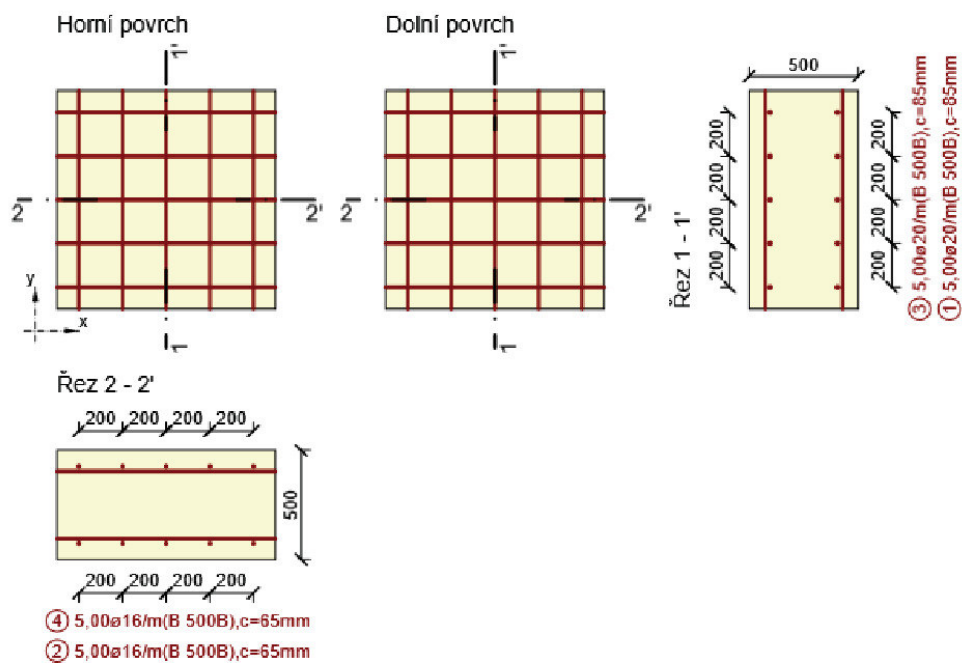 Horní povrch
Dolní povrch
1'
1'
500
2
2'
2
2'
200
200
200
200
200
200
200
200
Řez 1 - 1'
③ 5,00ø20/m(B 500B),c=85mm
① 5,00ø20/m(B 500B),c=85mm
y
x
1
1
Řez 2 - 2'
200 200 200 200
500
200 200 200 200
④ 5,00ø16/m(B 500B),c=65mm
② 5,00ø16/m(B 500B),c=65mm